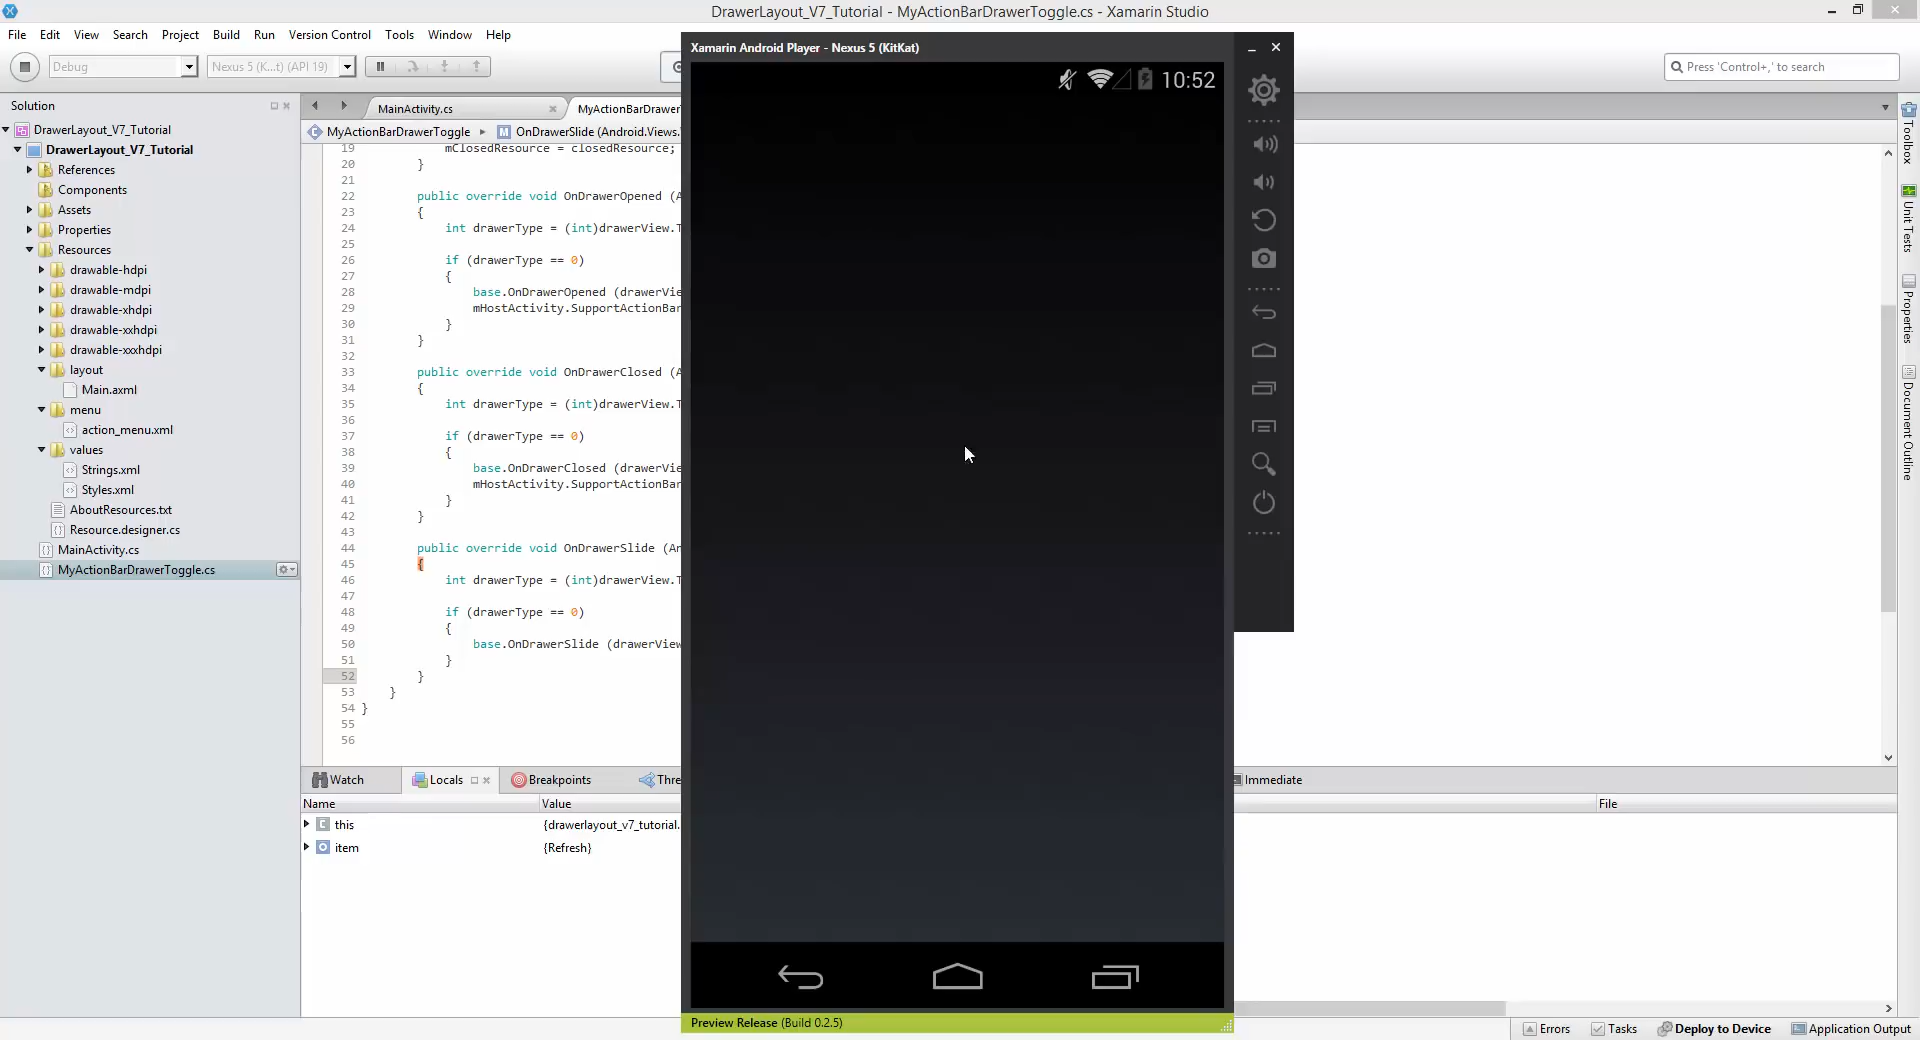 DrawerLayout_V7_Tutorial - MyActionBarDrawerToggle.cs - Xamarin Studio
File Edit View Search Project Build Run Version Control Tools Window Help
Debug
Nexus 5 (K...t) (API 19)
Press 'Control+,' to search
Xamarin Android Player - Nexus 5 (KitKat)
10:52
Solution
DrawerLayout_V7_Tutorial
DrawerLayout_V7_Tutorial
References
Components
Assets
Properties
Resources
drawable-hdpi
drawable-mdpi
drawable-xhdpi
drawable-xxhdpi
drawable-xxxhdpi
layout
Main.axml
menu
action_menu.xml
values
Strings.xml
Styles.xml
AboutResources.txt
Resource.designer.cs
MainActivity.cs
MyActionBarDrawerToggle.cs
MainActivity.cs
MyActionBarDrawerT
MyActionBarDrawerToggle
OnDrawerSlide (Android.Views.
19 mClosedResource = closedResource;
20 }
21
22 public override void OnDrawerOpened (A
23 {
24 int drawerType = (int)drawerView.T
25
26 if (drawerType == 0)
27 {
28 base.OnDrawerOpened (drawerVie
29 mHostActivity.SupportActionBar
30 }
31 }
32
33 public override void OnDrawerClosed (A
34 {
35 int drawerType = (int)drawerView.T
36
37 if (drawerType == 0)
38 {
39 base.OnDrawerClosed (drawerVie
40 mHostActivity.SupportActionBar
41 }
42 }
43
44 public override void OnDrawerSlide (An
45 {
46 int drawerType = (int)drawerView.T
47
48 if (drawerType == 0)
49 {
50 base.OnDrawerSlide (drawerView
51 }
52 }
53 }
54 }
55
56
Watch
Locals
Breakpoints
Thre
Immediate
Name
Value
File
this
{drawerlayout_v7_tutorial.
item
{Refresh}
Preview Release (Build 0.2.5)
Toolbox
Unit Tests
Properties
Document Outline
Errors
Tasks
Deploy to Device
Application Output